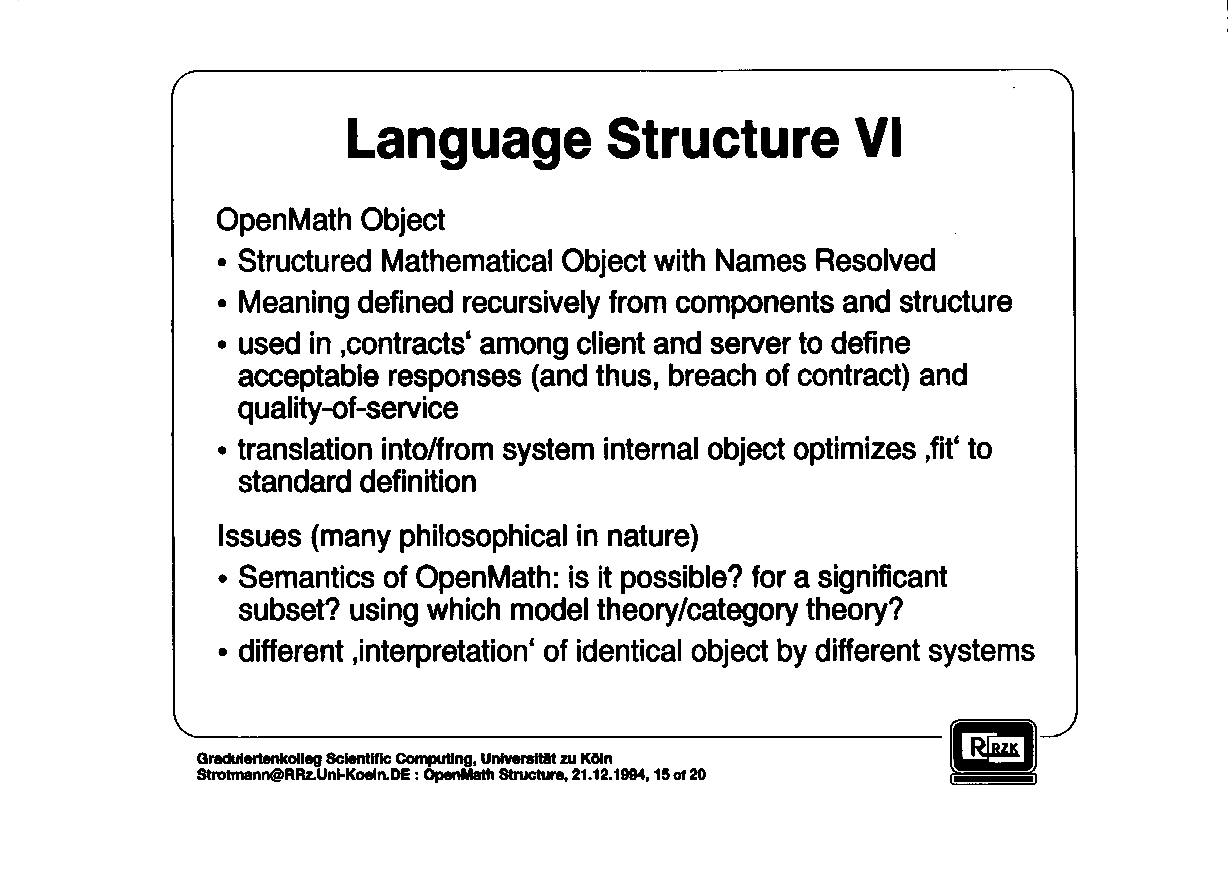 Language Structure VI
OpenMath Object
• Structured Mathematical Object with Names Resolved
• Meaning defined recursively from components and structure
• used in ‚contracts‘ among client and server to define
acceptable responses (and thus, breach of contract) and
quality-of-service
• translation into/from system internal object optimizes ‚fit‘ to
standard definition
Issues (many philosophical in nature)
• Semantics of OpenMath: is it possible? for a significant
subset? using which model theory/category theory?
• different ‚interpretation‘ of identical object by different systems
Graduiertenkolleg Scientific Computing, Universität zu Köln
Strotmann@RRz.Uni-Koeln.DE : OpenMath Structure, 21.12.1994, 15 of 20
RRZK